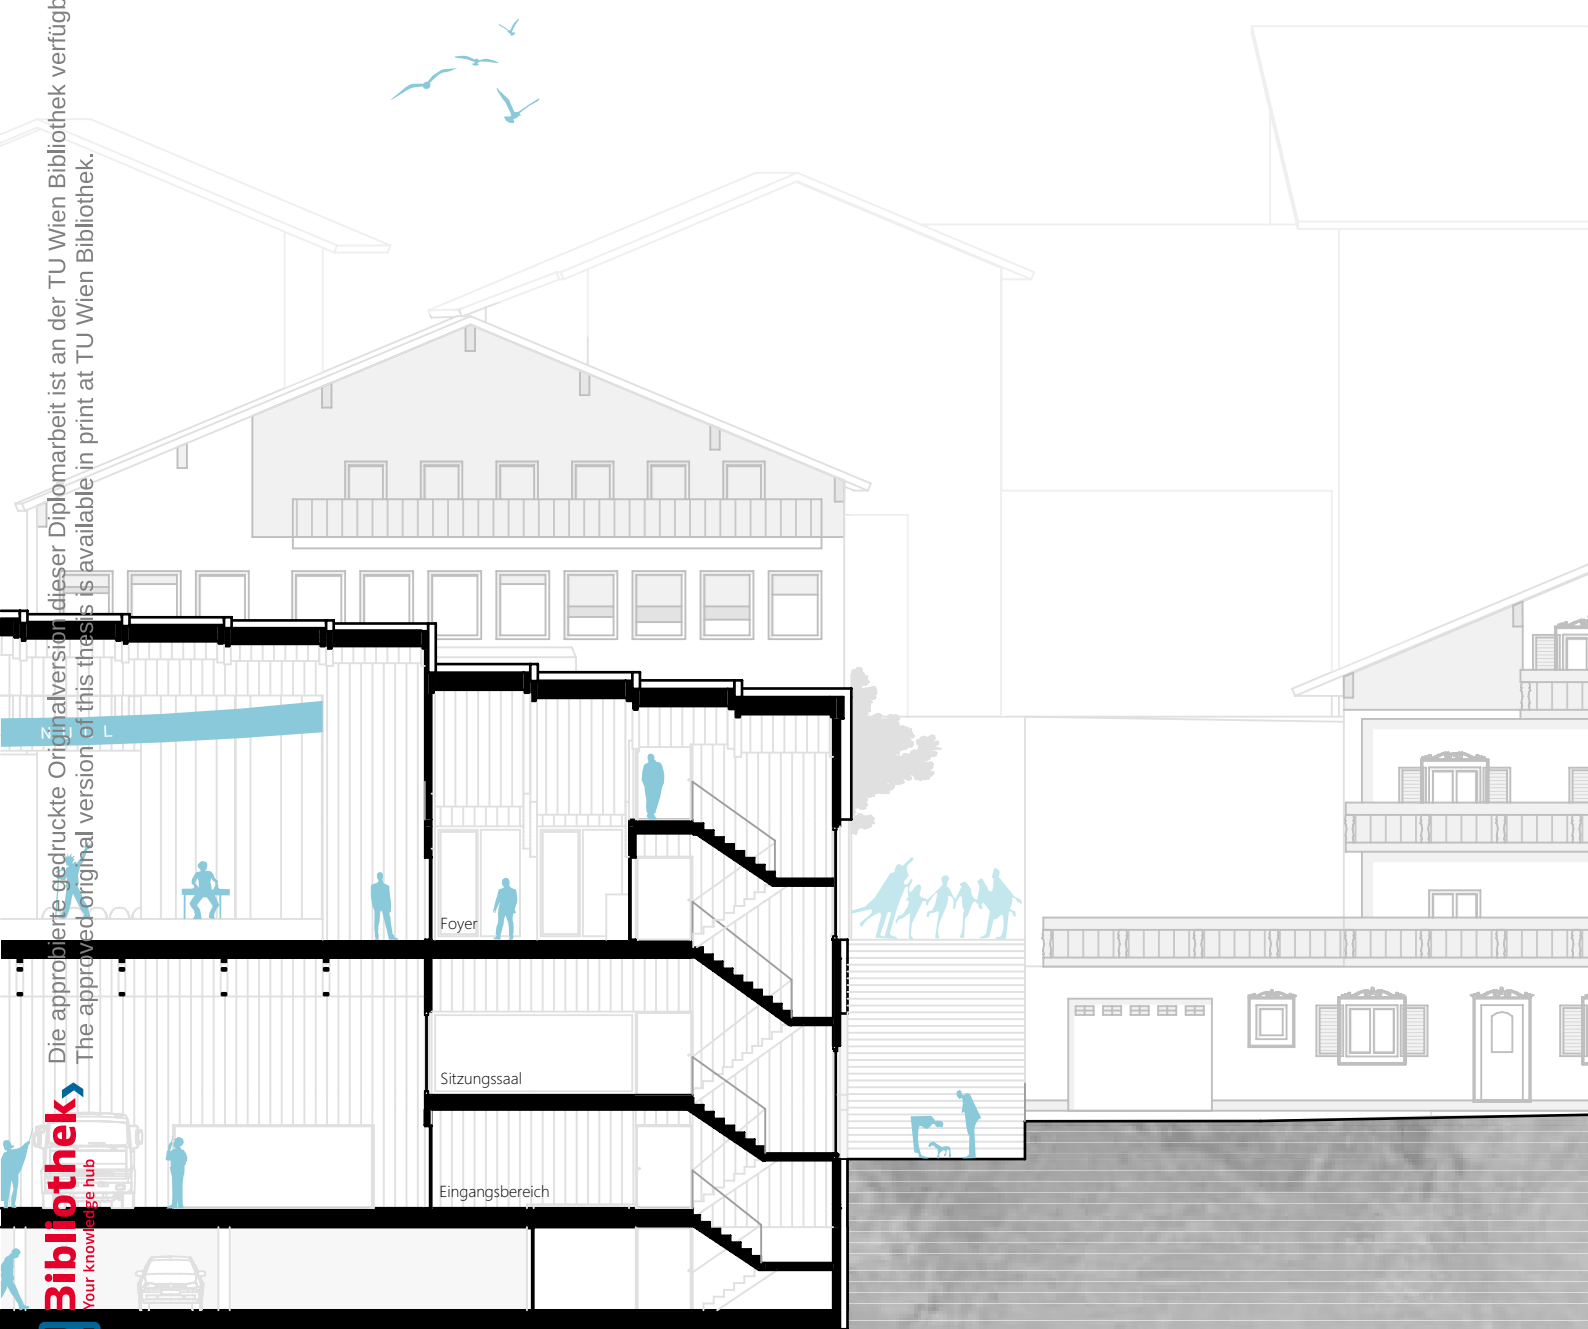 Die approbierte gedruckte Originalversion dieser Diplomarbeit ist an der TU Wien Bibliothek
The approved original version of this thesis is available in print at TU Wien Bibliothek.
Bibliothek
Your knowledge hub
Foyer
Sitzungssaal
Eingangsbereich